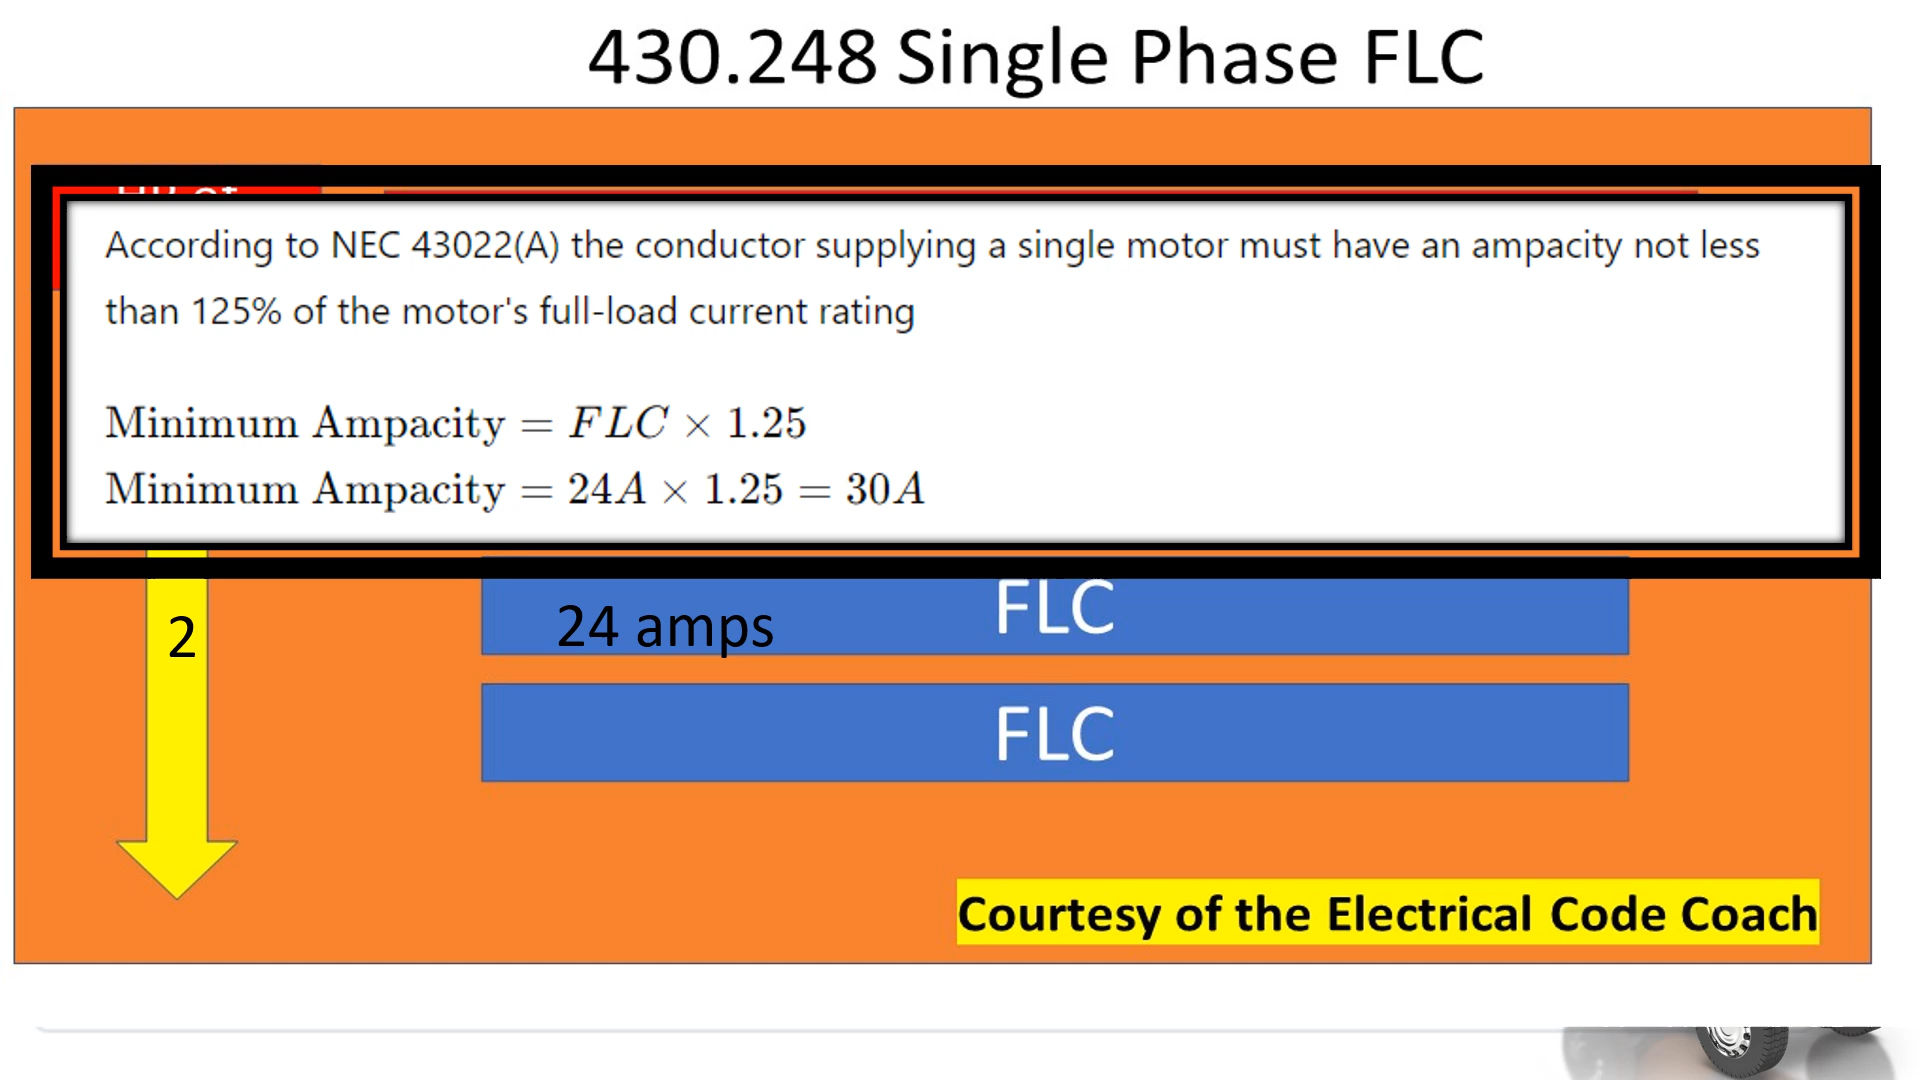 430.248 Single Phase FLC
HP of
According to NEC 43022(A) the conductor supplying a single motor must have an ampacity not less
than 125% of the motor's full-load current rating
Minimum Ampacity = FLC × 1.25
Minimum Ampacity = 24A × 1.25 = 30A
2
24 amps
FLC
FLC
Courtesy of the Electrical Code Coach